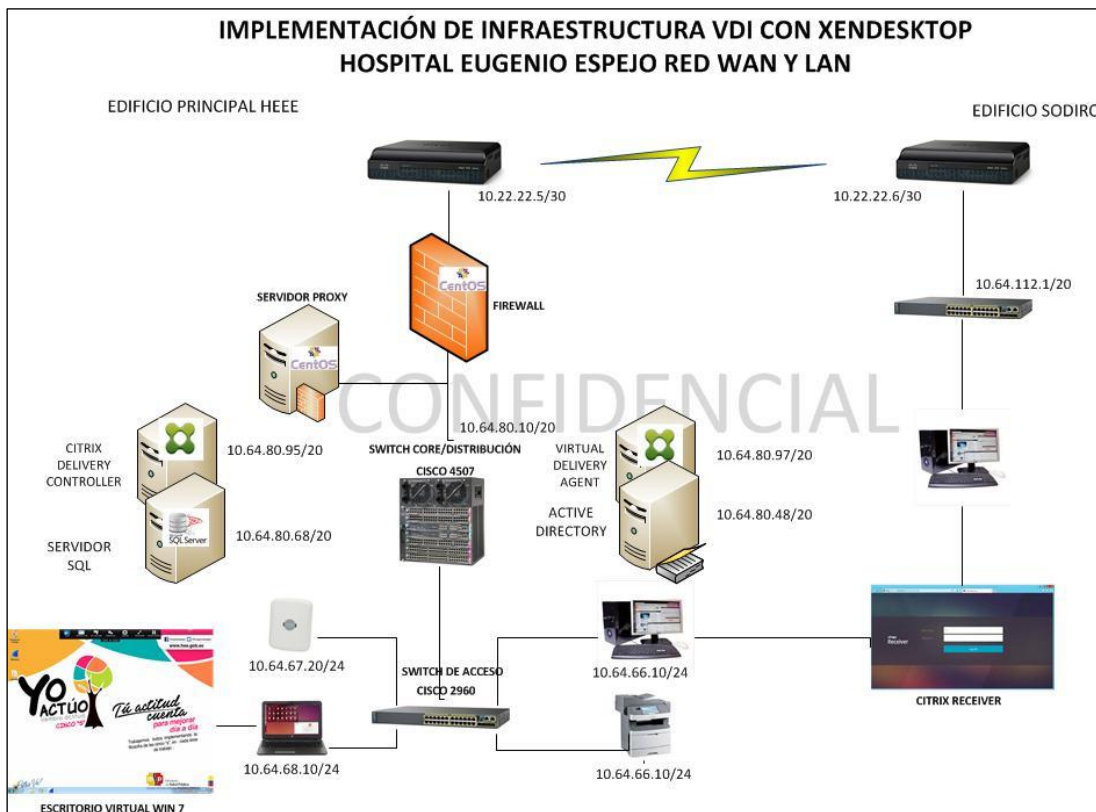 IMPLEMENTACIÓN DE INFRAESTRUCTURA VDI CON XENDESKTOP
HOSPITAL EUGENIO ESPEJO RED WAN Y LAN
EDIFICIO PRINCIPAL HEEE
EDIFICIO SODIRO
10.22.22.5/30
10.22.22.6/30
CentOS
FIREWALL
10.64.112.1/20
SERVIDOR PROXY
CentOS
CONFIDENCIAL
10.64.80.10/20
SWITCH CORE/DISTRIBUCIÓN
CISCO 4507
CITRIX
DELIVERY
CONTROLLER
10.64.80.95/20
VIRTUAL
DELIVERY
AGENT
10.64.80.97/20
SERVIDOR
SQL
SQL Server
10.64.80.68/20
ACTIVE
DIRECTORY
10.64.80.48/20
10.64.67.20/24
10.64.66.10/24
SWITCH DE ACCESO
CISCO 2960
Receiver
CITRIX RECEIVER
YO
ACTÚO
CINCO "S"
Tú actitud
cuenta
para mejorar
día a día
10.64.68.10/24
10.64.66.10/24
ESCRITORIO VIRTUAL WIN 7